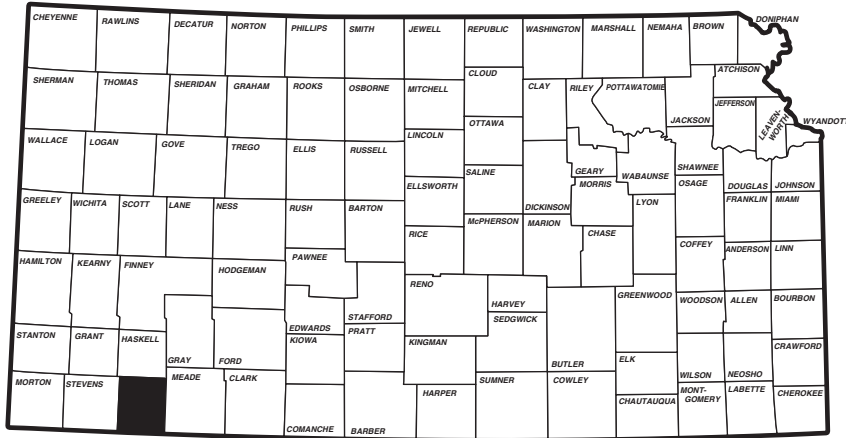 CHEYENNE
RAWLINS
DECATUR
NORTON
PHILLIPS
SMITH
JEWELL
REPUBLIC
WASHINGTON
MARSHALL
NEMAHA
BROWN
DONIPHAN
SHERMAN
THOMAS
SHERIDAN
GRAHAM
ROOKS
OSBORNE
MITCHELL
CLOUD
CLAY
RILEY
POTTAWATOMIE
ATCHISON
JACKSON
JEFFERSON
LEAVEN-
WORTH
WYANDOTT
WALLACE
LOGAN
GOVE
TREGO
ELLIS
RUSSELL
LINCOLN
OTTAWA
SALINE
DICKINSON
GEARY
MORRIS
WABAUNSE
SHAWNEE
OSAGE
DOUGLAS
JOHNSON
GREELEY
WICHITA
SCOTT
LANE
NESS
RUSH
BARTON
ELLSWORTH
RICE
McPHERSON
MARION
CHASE
LYON
COFFEY
FRANKLIN
MIAMI
ANDERSON
LINN
HAMILTON
KEARNY
FINNEY
HODGEMAN
PAWNEE
EDWARDS
STAFFORD
RENO
HARVEY
SEDGWICK
BUTLER
GREENWOOD
WOODSON
ALLEN
BOURBON
STANTON
GRANT
HASKELL
GRAY
FORD
KIOWA
PRATT
KINGMAN
ELK
WILSON
NEOSHO
CRAWFORD
MORTON
STEVENS
MEADE
CLARK
COMANCHE
BARBER
HARPER
SUMNER
COWLEY
CHAUTAUQUA
MONT-
GOMERY
LABETTE
CHEROKEE